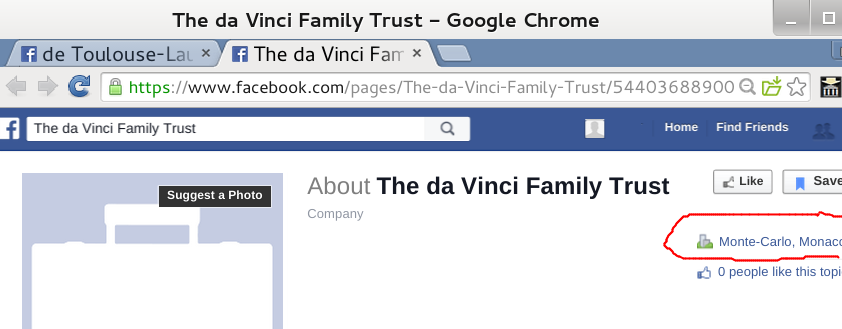 The da Vinci Family Trust – Google Chrome
de Toulouse-Lau
The da Vinci Fam
https://www.facebook.com/pages/The-da-Vinci-Family-Trust/54403688900
The da Vinci Family Trust
Home Find Friends
Suggest a Photo
About The da Vinci Family Trust
Like
Save
Company
Monte-Carlo, Monaco
0 people like this topi